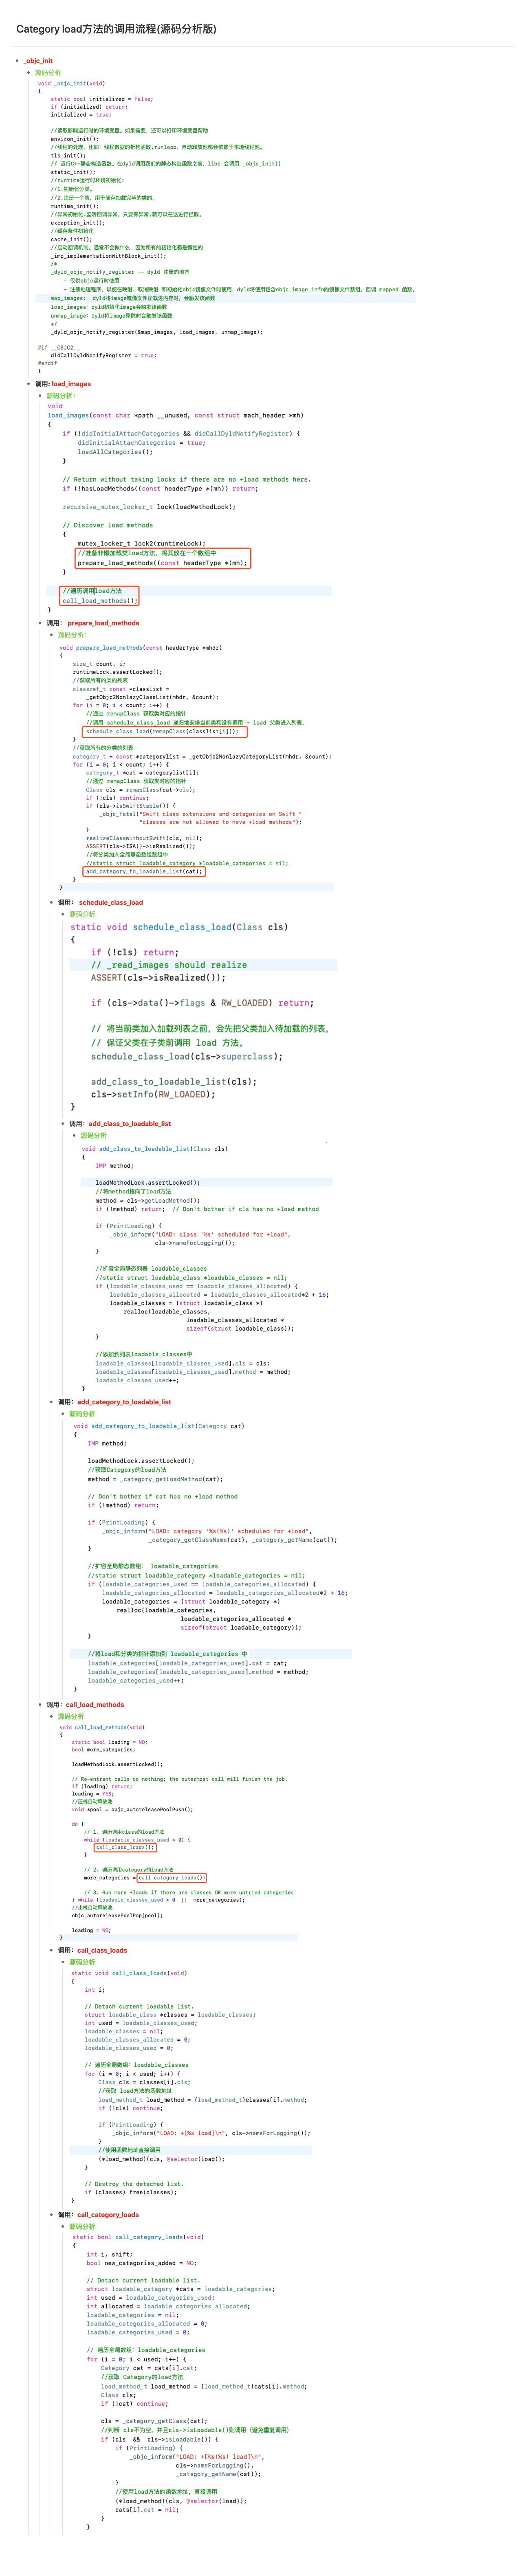 Category load方法的调用流程(源码分析版)
_objc_init
源码分析
void _objc_init(void)
{
static bool initialized = false;
if (initialized) return;
initialized = true;
//读取影响运行时的环境变量。如果需要，还可以打印环境变量帮助
environ_init();
//线程的处理，比如：线程数据的析构函数.runloop、自动释放池都会依赖于本地线程池。
tls_init();
// 运行C++静态构造函数。在dyld调用我们的静态构造函数之前，libc 会调用 _objc_init()
static_init();
//runtime运行时环境初始化:
//1.初始化分类。
//2.注册一个表，用于储存加载完毕的类的。
runtime_init();
//异常初始化.监听回调异常，只要有异常,就可以在这进行拦截。
exception_init();
//缓存条件初始化
cache_init();
//启动回调机制。通常不会做什么，因为所有的初始化都是惰性的
_imp_implementationWithBlock_init();
/*
_dyld_objc_notify_register —— dyld 注册的地方
- 仅供objc运行时使用
- 注册处理程序，以便在映射、取消映射 和初始化objc镜像文件时使用，dyld将使用包含objc_image_info的镜像文件数组，回调 mapped 函数。
map_images: dyld将image镜像文件加载进内存时，会触发该函数
load_images：dyld初始化image会触发该函数
unmap_image：dyld将image移除时会触发该函数
*/
_dyld_objc_notify_register(&map_images, load_images, unmap_image);
#if __OBJC2__
didCallDyldNotifyRegister = true;
#endif
}
调用: load_images
源码分析：
void
load_images(const char *path __unused, const struct mach_header *mh)
{
if (!didInitialAttachCategories && didCallDyldNotifyRegister) {
didInitialAttachCategories = true;
loadAllCategories();
}
// Return without taking locks if there are no +load methods here.
if (!hasLoadMethods((const headerType *)mh)) return;
recursive_mutex_locker_t lock(loadMethodLock);
// Discover load methods
{
mutex_locker_t lock2(runtimeLock);
//准备非懒加载类load方法，将其放在一个数组中
prepare_load_methods((const headerType *)mh);
}
//遍历调用load方法
call_load_methods();
}
调用： prepare_load_methods
源码分析：
void prepare_load_methods(const headerType *mhdr)
{
size_t count, i;
runtimeLock.assertLocked();
//获取所有的类的列表
classref_t const *classlist =
_getObjc2NonlazyClassList(mhdr, &count);
for (i = 0; i < count; i++) {
//通过 remapClass 获取类对应的指针
//调用 schedule_class_load 递归地安排当前类和没有调用 + load 父类进入列表。
schedule_class_load(remapClass(classlist[i]));
}
//获取所有的分类的列表
category_t * const *categorylist = _getObjc2NonlazyCategoryList(mhdr, &count);
for (i = 0; i < count; i++) {
category_t *cat = categorylist[i];
//通过 remapClass 获取类对应的指针
Class cls = remapClass(cat->cls);
if (!cls) continue;
if (cls->isSwiftStable()) {
_objc_fatal("Swift class extensions and categories on Swift "
"classes are not allowed to have +load methods");
}
realizeClassWithoutSwift(cls, nil);
ASSERT(cls->ISA()->isRealized());
//将分类加入全局静态数组数组中
//static struct loadable_category *loadable_categories = nil;
add_category_to_loadable_list(cat);
}
}
调用： schedule_class_load
源码分析
static void schedule_class_load(Class cls)
{
if (!cls) return;
// _read_images should realize
ASSERT(cls->isRealized());
if (cls->data()->flags & RW_LOADED) return;
// 将当前类加入加载列表之前，会先把父类加入待加载的列表，
// 保证父类在子类前调用 load 方法。
schedule_class_load(cls->superclass);
add_class_to_loadable_list(cls);
cls->setInfo(RW_LOADED);
}
调用：add_class_to_loadable_list
源码分析
void add_class_to_loadable_list(Class cls)
{
IMP method;
loadMethodLock.assertLocked();
//将method指向了load方法
method = cls->getLoadMethod();
if (!method) return;  // Don't bother if cls has no +load method
if (PrintLoading) {
_objc_inform("LOAD: class '%s' scheduled for +load",
cls->nameForLogging());
}
//扩容全局静态列表 loadable_classes
//static struct loadable_class *loadable_classes = nil;
if (loadable_classes_used == loadable_classes_allocated) {
loadable_classes_allocated = loadable_classes_allocated*2 + 16;
loadable_classes = (struct loadable_class *)
realloc(loadable_classes,
loadable_classes_allocated *
sizeof(struct loadable_class));
}
//添加到列表loadable_classes中
loadable_classes[loadable_classes_used].cls = cls;
loadable_classes[loadable_classes_used].method = method;
loadable_classes_used++;
}
调用：add_category_to_loadable_list
源码分析
void add_category_to_loadable_list(Category cat)
{
IMP method;
loadMethodLock.assertLocked();
//获取Category的load方法
method = _category_getLoadMethod(cat);
// Don't bother if cat has no +load method
if (!method) return;
if (PrintLoading) {
_objc_inform("LOAD: category '%s(%s)' scheduled for +load",
_category_getClassName(cat), _category_getName(cat));
}
//扩容全局静态数组： loadable_categories
//static struct loadable_category *loadable_categories = nil;
if (loadable_categories_used == loadable_categories_allocated) {
loadable_categories_allocated = loadable_categories_allocated*2 + 16;
loadable_categories = (struct loadable_category *)
realloc(loadable_categories,
loadable_categories_allocated *
sizeof(struct loadable_category));
}
//将load和分类的指针添加到 loadable_categories 中
loadable_categories[loadable_categories_used].cat = cat;
loadable_categories[loadable_categories_used].method = method;
loadable_categories_used++;
}
调用：call_load_methods
源码分析
void call_load_methods(void)
{
static bool loading = NO;
bool more_categories;
loadMethodLock.assertLocked();
// Re-entrant calls do nothing; the outermost call will finish the job.
if (loading) return;
loading = YES;
//压栈自动释放池
void *pool = objc_autoreleasePoolPush();
do {
// 1. 遍历调用class的load方法
while (loadable_classes_used > 0) {
call_class_loads();
}
// 2. 遍历调用category的load方法
more_categories = call_category_loads();
// 3. Run more +loads if there are classes OR more untried categories
} while (loadable_classes_used > 0  ||  more_categories);
//出栈自动释放池
objc_autoreleasePoolPop(pool);
loading = NO;
}
调用：call_class_loads
源码分析
static void call_class_loads(void)
{
int i;
// Detach current loadable list.
struct loadable_class *classes = loadable_classes;
int used = loadable_classes_used;
loadable_classes = nil;
loadable_classes_allocated = 0;
loadable_classes_used = 0;
// 遍历全局数组：loadable_classes
for (i = 0; i < used; i++) {
Class cls = classes[i].cls;
//获取 load方法的函数地址
load_method_t load_method = (load_method_t)classes[i].method;
if (!cls) continue;
if (PrintLoading) {
_objc_inform("LOAD: +[%s load]\n", cls->nameForLogging());
}
//使用函数地址直接调用
(*load_method)(cls, @selector(load));
}
// Destroy the detached list.
if (classes) free(classes);
}
调用：call_category_loads
源码分析
static bool call_category_loads(void)
{
int i, shift;
bool new_categories_added = NO;
// Detach current loadable list.
struct loadable_category *cats = loadable_categories;
int used = loadable_categories_used;
int allocated = loadable_categories_allocated;
loadable_categories = nil;
loadable_categories_allocated = 0;
loadable_categories_used = 0;
// 遍历全局数组：loadable_categories
for (i = 0; i < used; i++) {
Category cat = cats[i].cat;
//获取 Category的load方法
load_method_t load_method = (load_method_t)cats[i].method;
Class cls;
if (!cat) continue;
cls = _category_getClass(cat);
//判断 cls不为空，并且cls->isLoadable()则调用（避免重复调用）
if (cls  &&  cls->isLoadable()) {
if (PrintLoading) {
_objc_inform("LOAD: +[%s(%s) load]\n",
cls->nameForLogging(),
_category_getName(cat));
}
//使用load方法的函数地址，直接调用
(*load_method)(cls, @selector(load));
cats[i].cat = nil;
}
}